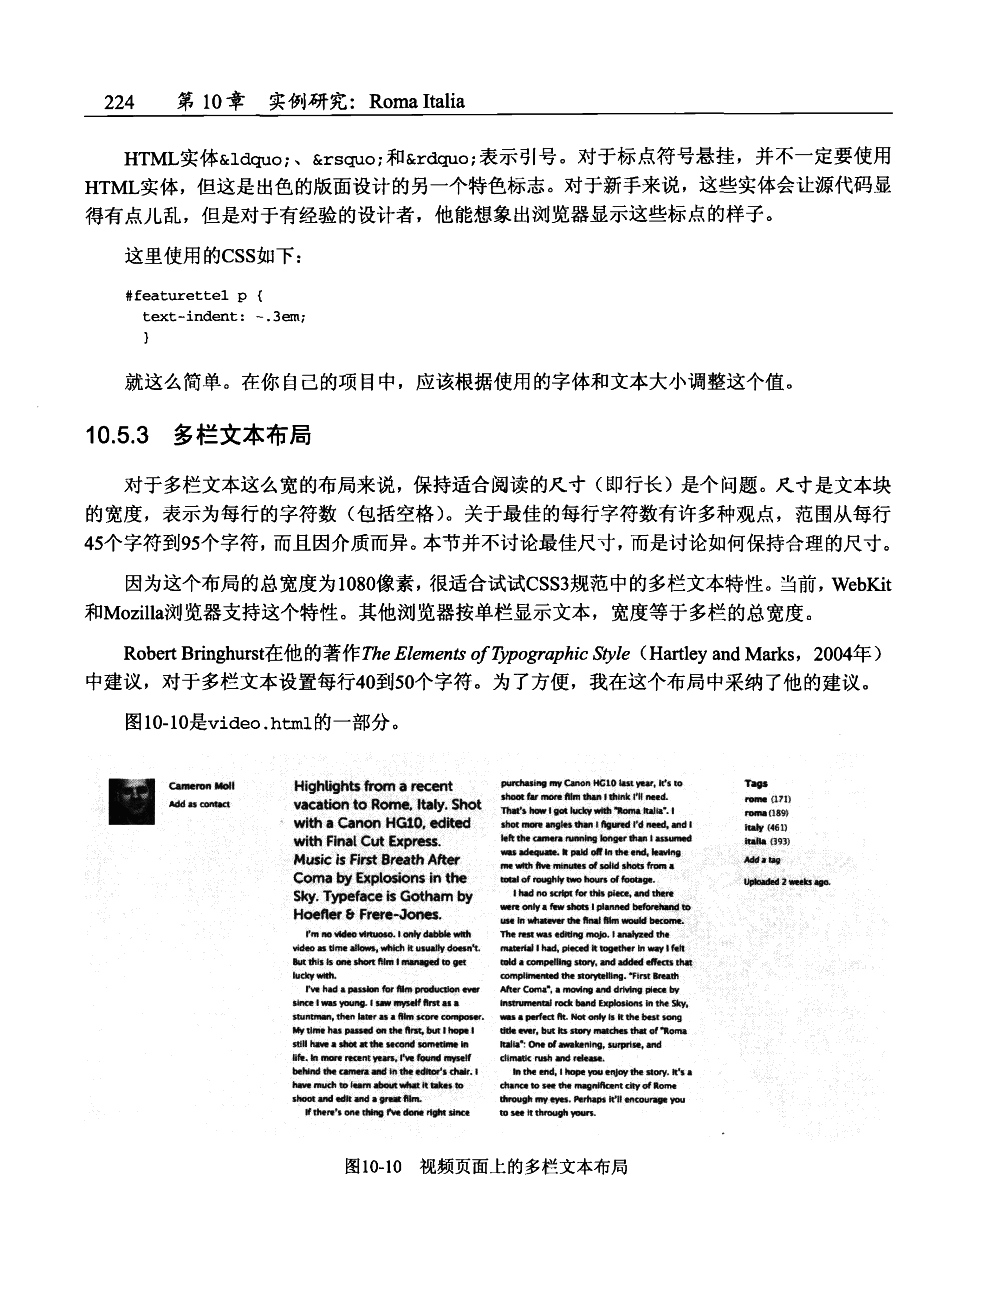 224 第 10 章 实例研究：Roma Italia
HTML实体&ldquo;、&rsquo;和&rdquo;表示引号。对于标点符号悬挂，并不一定要使用
HTML实体，但这是出色的版面设计的另一个特色标志。对于新手来说，这些实体会让源代码显
得有点儿乱，但是对于有经验的设计者，他能想象出浏览器显示这些标点的样子。
这里使用的CSS如下：
#featurette1 p {
text-indent: -.3em;
}
就这么简单。在你自己的项目中，应该根据使用的字体和文本大小调整这个值。
10.5.3 多栏文本布局
对于多栏文本这么宽的布局来说，保持适合阅读的尺寸（即行长）是个问题。尺寸是文本块
的宽度，表示为每行的字符数（包括空格）。关于最佳的每行字符数有许多种观点，范围从每行
45个字符到95个字符，而且因介质而异。本节并不讨论最佳尺寸，而是讨论如何保持合理的尺寸。
因为这个布局的总宽度为1080像素，很适合试试CSS3规范中的多栏文本特性。当前，WebKit
和Mozilla浏览器支持这个特性。其他浏览器按单栏显示文本，宽度等于多栏的总宽度。
Robert Bringhurst在他的著作The Elements of Typographic Style（Hartley and Marks，2004年）
中建议，对于多栏文本设置每行40到50个字符。为了方便，我在这个布局中采纳了他的建议。
图10-10是video.html的一部分。
Cameron Moll
Add as contact
Highlights from a recent
vacation to Rome, Italy. Shot
with a Canon HG10, edited
with Final Cut Express.
Music is First Breath After
Coma by Explosions in the
Sky. Typeface is Gotham by
Hoefler & Frere-Jones.
I'm no video virtuoso. I only dabble with
video as time allows, which it usually doesn't.
But this is one short film I managed to get
lucky with.
I've had a passion for film production ever
since I was young. I saw myself first as a
stuntman, then later as a film score composer.
My time has passed on the first, but I hope I
still have a shot at the second sometime in
life. In more recent years, I've found myself
behind the camera and in the editor's chair. I
have much to learn about what it takes to
shoot and edit and a great film.
If there's one thing I've done right since
purchasing my Canon HG10 last year, it's to
shoot far more film than I think I'll need.
That's how I got lucky with "Roma Italia". I
shot more angles than I figured I'd need, and I
left the camera running longer than I assumed
was adequate. It paid off in the end, leaving
me with five minutes of solid shots from a
total of roughly two hours of footage.
I had no script for this piece, and there
were only a few shots I planned beforehand to
use in whatever the final film would become.
The rest was editing mojo. I analyzed the
material I had, pieced it together in way I felt
told a compelling story, and added effects that
complimented the storytelling. "First Breath
After Coma", a moving and driving piece by
instrumental rock band Explosions in the Sky,
was a perfect fit. Not only is it the best song
title ever, but its story matches that of "Roma
Italia": One of awakening, surprise, and
climatic rush and release.
In the end, I hope you enjoy the story. It's a
chance to see the magnificent city of Rome
through my eyes. Perhaps it'll encourage you
to see it through yours.
Tags
rome (171)
roma (189)
italy (461)
italia (393)
Add a tag
Uploaded 2 weeks ago.
图10-10 视频页面上的多栏文本布局